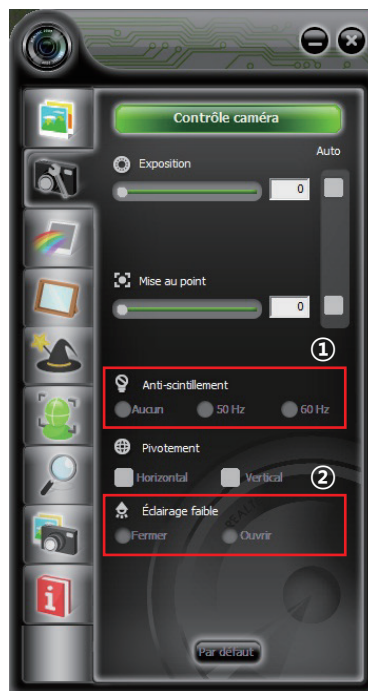 Contrôle caméra
Auto
Exposition
0
Mise au point
0
①
Anti-scintillement
Aucun 50 Hz 60 Hz
Pivotement
Horizontal Vertical ②
Éclairage faible
Fermer Ouvrir
Par défaut